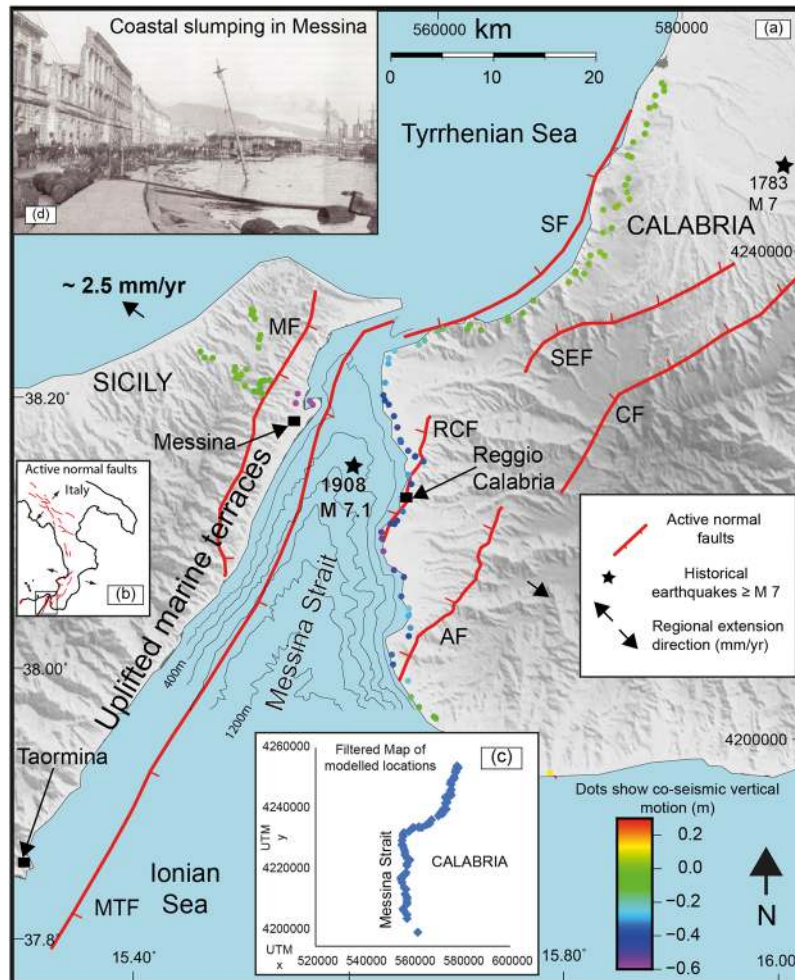 Coastal slumping in Messina
(d)
560000
580000
(a)
km
0
10
20
Tyrrhenian Sea
1783
M 7
SF
CALABRIA
4240000
~ 2.5 mm/yr
MF
SEF
SICILY
38.20°
CF
RCF
Messina
Reggio
Calabria
1908
M 7.1
Active normal faults
Italy
(b)
Uplifted marine terraces
Messina Strait
AF
Active normal
faults
Historical
earthquakes ≥ M 7
Regional extension
direction (mm/yr)
38.00°
400m
1200m
4200000
Taormina
Filtered Map of
modelled locations
(c)
4260000
4240000
4220000
4200000
UTM
y
Messina Strait
CALABRIA
UTM
x
520000
540000
560000
580000
600000
Dots show co-seismic vertical
motion (m)
0.2
0.0
−0.2
−0.4
−0.6
N
Ionian
Sea
MTF
37.8
15.40
15.80
16.00